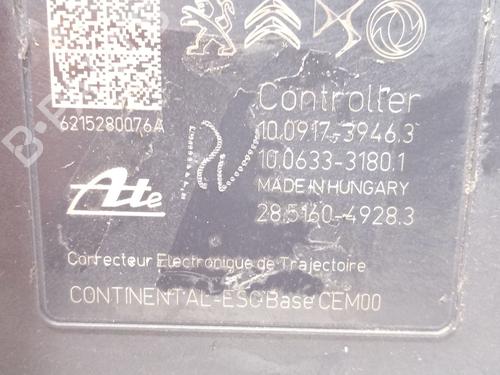 Controller
6215280076A
10.0917-3946.3
10.0633-3180.1
MADE IN HUNGARY
28.5160-4928.3
Ate
Correcteur Electronique de Trajectoire
CONTINENTAL-ESC Base CEM00